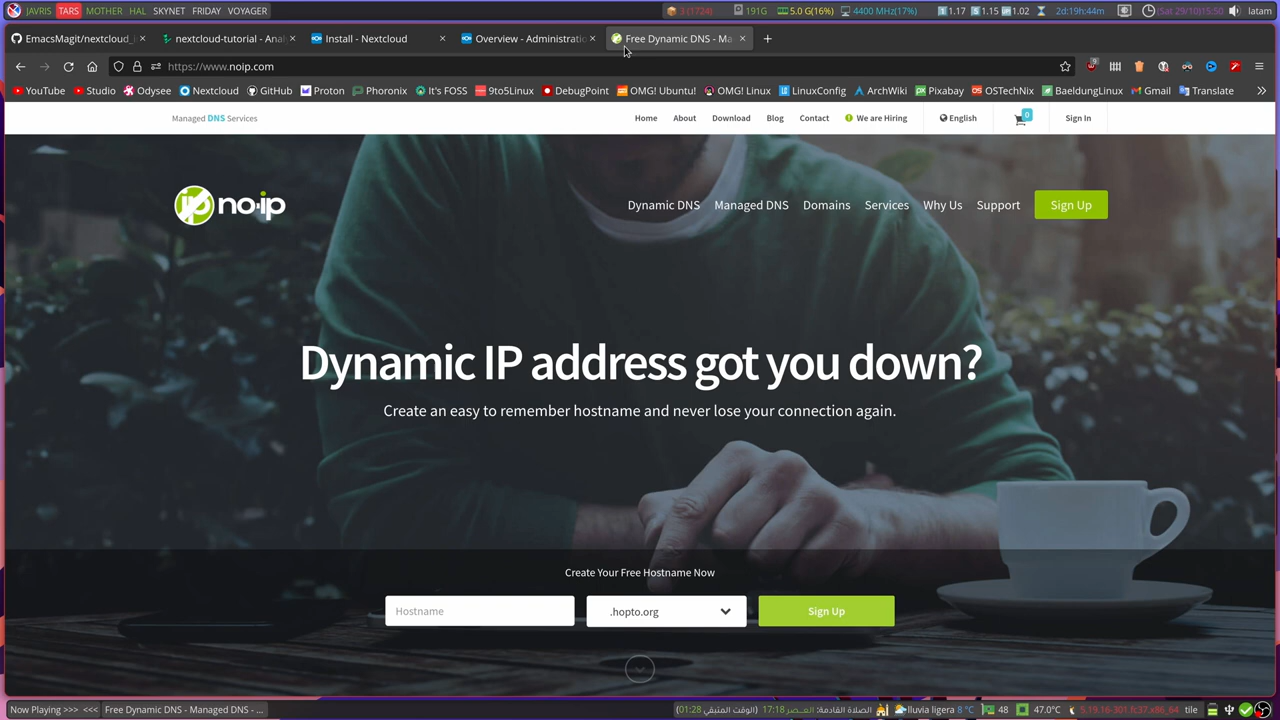 JAVRIS TARS MOTHER HAL SKYNET FRIDAY VOYAGER
3 (1724) 191G 5.0 G(16%) 4400 MHz(17%) 1.17 5.15 1.02 2d:19h:44m (Sat 29/10)15:50 latam
EmacsMagit/nextcloud_i nextcloud-tutorial - Anal Install - Nextcloud Overview - Administratio Free Dynamic DNS - Ma
https://www.noip.com
YouTube Studio Odysee Nextcloud GitHub Proton Phoronix It's FOSS 9to5Linux DebugPoint OMG! Ubuntu! OMG! Linux LinuxConfig ArchWiki Pixabay OSTechNix BaeldungLinux Gmail Translate
Managed DNS Services
Home About Download Blog Contact We are Hiring English 0 Sign In
no-ip
Dynamic DNS Managed DNS Domains Services Why Us Support Sign Up
Dynamic IP address got you down?
Create an easy to remember hostname and never lose your connection again.
Create Your Free Hostname Now
Hostname .hopto.org Sign Up
Now Playing >>> <<< Free Dynamic DNS - Managed DNS - ... الصلاة القادمة: العصر 17:18 (الوقت المتبقي 01:28) lluvia ligera 8 °C 48 47.0°C 5.19.16-301.fc37.x86_64 tile